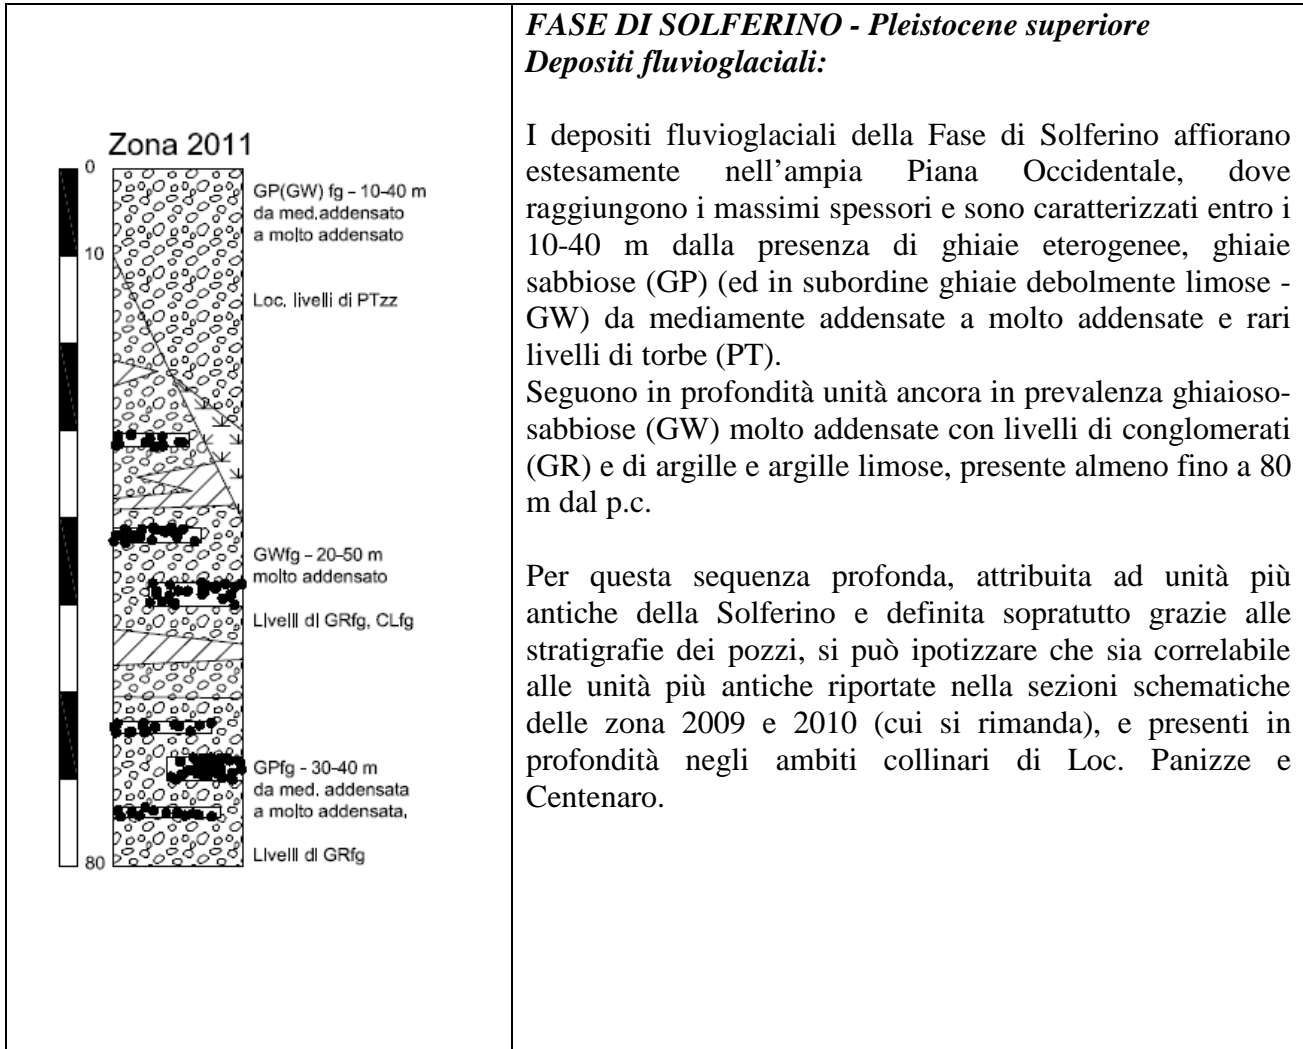 Zona 2011
0
GP(GW) fg – 10-40 m
da med.addensato
a molto addensato
10
Loc. livelli di PTzz
GWfg – 20-50 m
molto addensato
Livelli di GRfg, CLfg
GPfg – 30-40 m
da med. addensata
a molto addensata,
Livelli di GRfg
80
FASE DI SOLFERINO - Pleistocene superiore
Depositi fluvioglaciali:
I depositi fluvioglaciali della Fase di Solferino affiorano
estesamente nell’ampia Piana Occidentale, dove
raggiungono i massimi spessori e sono caratterizzati entro i
10-40 m dalla presenza di ghiaie eterogenee, ghiaie
sabbiose (GP) (ed in subordine ghiaie debolmente limose -
GW) da mediamente addensate a molto addensate e rari
livelli di torbe (PT).
Seguono in profondità unità ancora in prevalenza ghiaioso-
sabbiose (GW) molto addensate con livelli di conglomerati
(GR) e di argille e argille limose, presente almeno fino a 80
m dal p.c.
Per questa sequenza profonda, attribuita ad unità più
antiche della Solferino e definita sopratutto grazie alle
stratigrafie dei pozzi, si può ipotizzare che sia correlabile
alle unità più antiche riportate nella sezioni schematiche
delle zona 2009 e 2010 (cui si rimanda), e presenti in
profondità negli ambiti collinari di Loc. Panizze e
Centenaro.